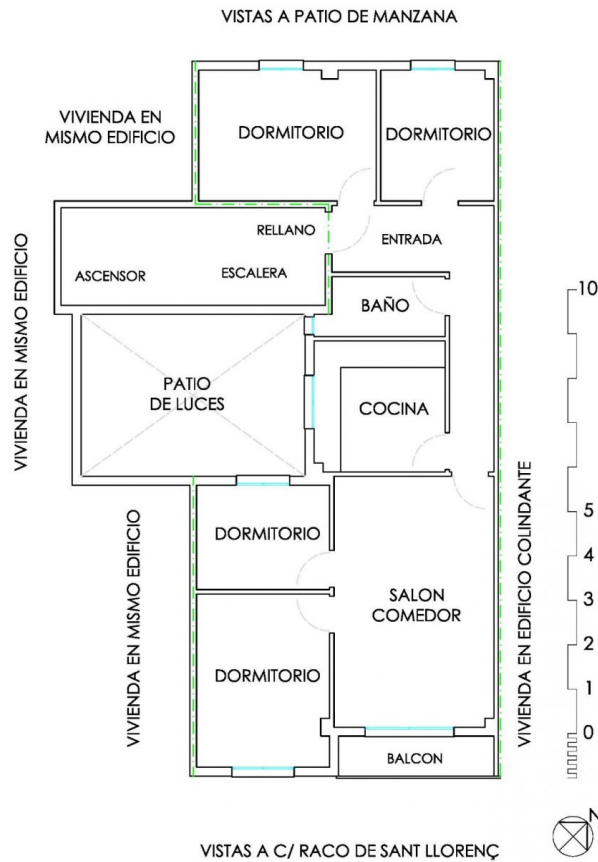 VISTAS A PATIO DE MANZANA
VIVIENDA EN
MISMO EDIFICIO
DORMITORIO
DORMITORIO
RELLANO
ENTRADA
ASCENSOR
ESCALERA
BAÑO
VIVIENDA EN MISMO EDIFICIO
PATIO
DE LUCES
COCINA
10
5
4
3
2
1
0
DORMITORIO
VIVIENDA EN MISMO EDIFICIO
SALON
COMEDOR
VIVIENDA EN EDIFICIO COLINDANTE
DORMITORIO
BALCON
N
VISTAS A C/ RACO DE SANT LLORENÇ